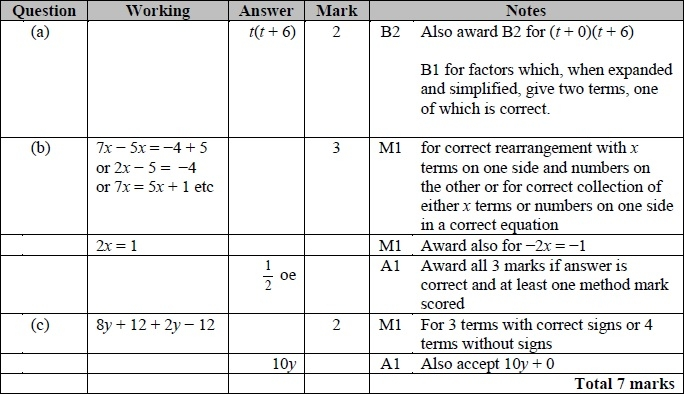 Question Working Answer Mark Notes
(a) t(t + 6) 2 B2 Also award B2 for (t + 0)(t + 6)
B1 for factors which, when expanded
and simplified, give two terms, one
of which is correct.
(b) 7x − 5x = −4 + 5 3 M1 for correct rearrangement with x
or 2x − 5 = −4 terms on one side and numbers on
or 7x = 5x + 1 etc the other or for correct collection of
either x terms or numbers on one side
in a correct equation
2x = 1 M1 Award also for −2x = −1
1/2 oe A1 Award all 3 marks if answer is
correct and at least one method mark
scored
(c) 8y + 12 + 2y − 12 2 M1 For 3 terms with correct signs or 4
terms without signs
10y A1 Also accept 10y + 0
Total 7 marks